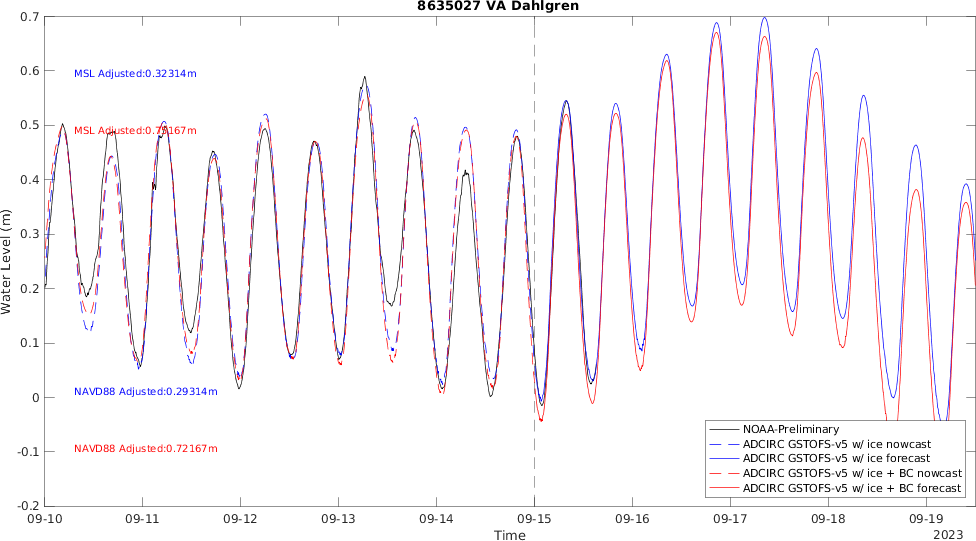 8635027 VA Dahlgren
0.7
0.6
0.5
0.4
0.3
0.2
0.1
0
-0.1
-0.2
Water Level (m)
MSL Adjusted:0.32314m
MSL Adjusted:0.75167m
NAVD88 Adjusted:0.29314m
NAVD88 Adjusted:0.72167m
NOAA-Preliminary
ADCIRC GSTOFS-v5 w/ ice nowcast
ADCIRC GSTOFS-v5 w/ ice forecast
ADCIRC GSTOFS-v5 w/ ice + BC nowcast
ADCIRC GSTOFS-v5 w/ ice + BC forecast
09-10 09-11 09-12 09-13 09-14 09-15 09-16 09-17 09-18 09-19
Time
2023